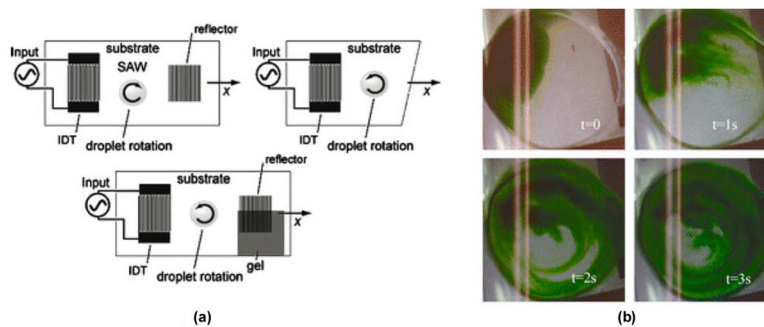 reflector
Input
substrate
SAW
x
IDT
droplet rotation
Input
substrate
x
IDT
droplet rotation
reflector
Input
substrate
x
IDT
gel
droplet rotation
(a)
t=0
t=1s
t=2s
t=3s
(b)